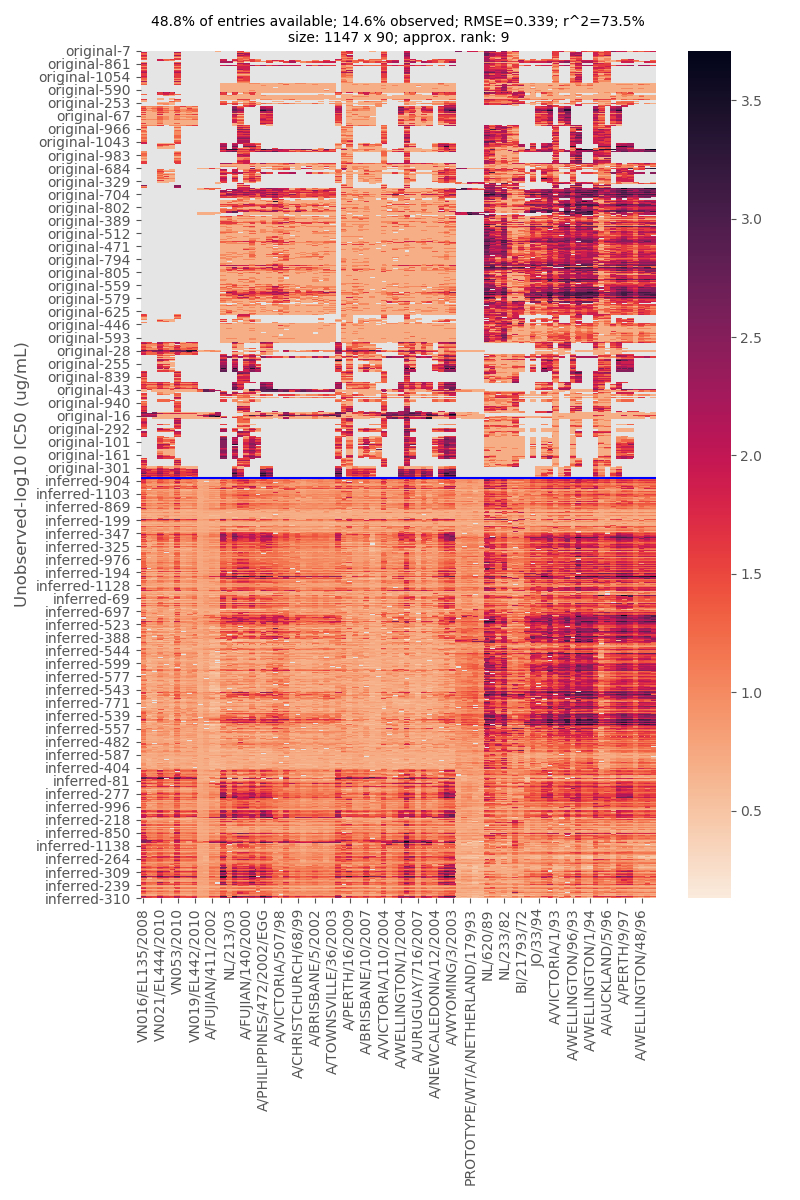 48.8% of entries available; 14.6% observed; RMSE=0.339; r^2=73.5%
size: 1147 x 90; approx. rank: 9
Unobserved-log10 IC50 (ug/mL)
original-7
original-861
original-1054
original-590
original-253
original-67
original-966
original-1043
original-983
original-684
original-329
original-704
original-802
original-389
original-512
original-471
original-794
original-805
original-559
original-579
original-625
original-446
original-593
original-28
original-255
original-839
original-43
original-940
original-16
original-292
original-101
original-161
original-301
inferred-904
inferred-1103
inferred-869
inferred-199
inferred-347
inferred-325
inferred-976
inferred-194
inferred-1128
inferred-69
inferred-697
inferred-523
inferred-388
inferred-544
inferred-599
inferred-577
inferred-543
inferred-771
inferred-539
inferred-557
inferred-482
inferred-587
inferred-404
inferred-81
inferred-277
inferred-996
inferred-218
inferred-850
inferred-1138
inferred-264
inferred-309
inferred-239
inferred-310
3.5
3.0
2.5
2.0
1.5
1.0
0.5
VN016/EL135/2008
VN021/EL444/2010
VN053/2010
VN019/EL442/2010
A/FUJIAN/411/2002
NL/213/03
A/FUJIAN/140/2000
A/PHILIPPINES/472/2002/EGG
A/VICTORIA/507/98
A/CHRISTCHURCH/68/99
A/BRISBANE/5/2002
A/TOWNSVILLE/36/2003
A/PERTH/16/2009
A/BRISBANE/10/2007
A/VICTORIA/110/2004
A/WELLINGTON/1/2004
A/URUGUAY/716/2007
A/NEWCALEDONIA/12/2004
A/WYOMING/3/2003
PROTOTYPE/WT/A/NETHERLAND/179/93
NL/620/89
NL/233/82
BI/21793/72
JO/33/94
A/VICTORIA/1/93
A/WELLINGTON/96/93
A/WELLINGTON/1/94
A/AUCKLAND/5/96
A/PERTH/9/97
A/WELLINGTON/48/96